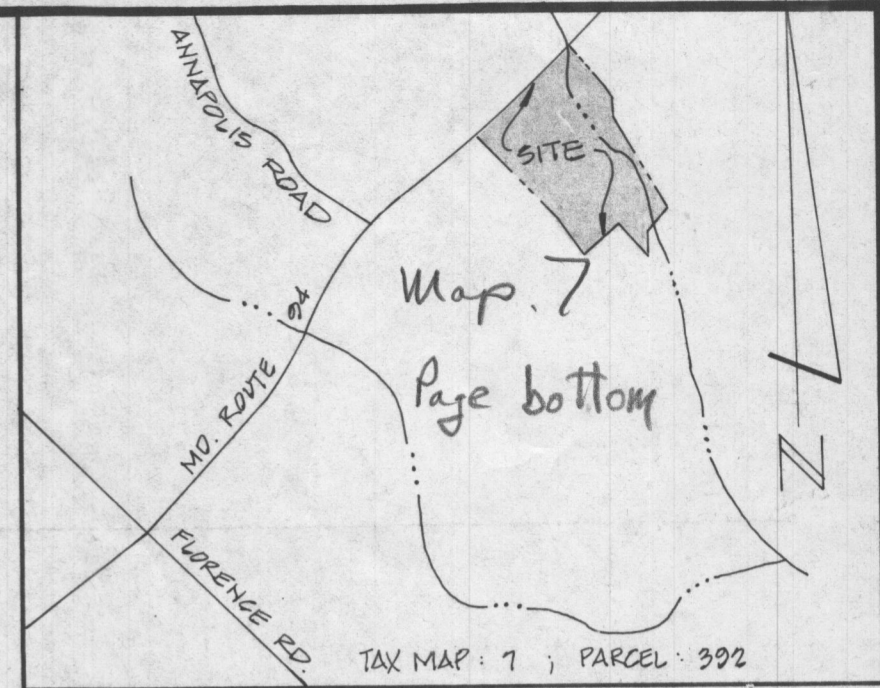 ANNAPOLIS ROAD
SITE
Map. 7
94
MD. ROUTE
Page bottom
N
FLORENCE RD.
TAX MAP : 7 ; PARCEL : 392